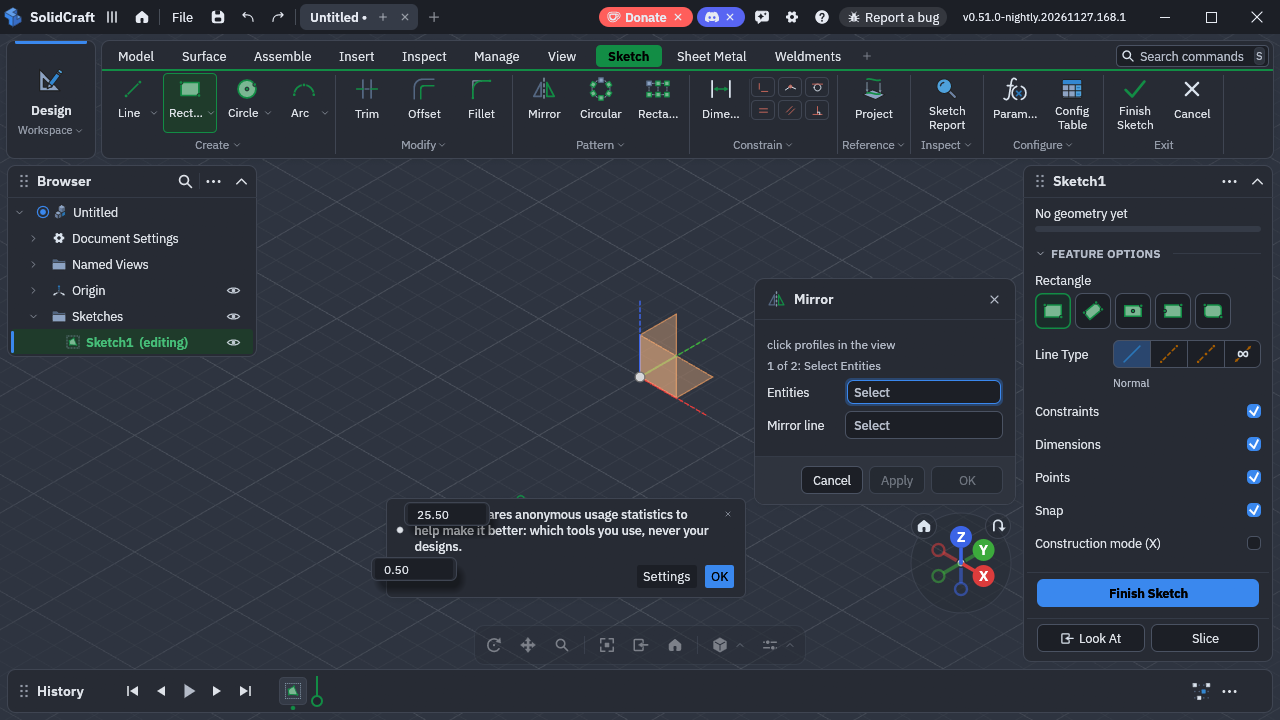 SolidCraft
File
Untitled •
Donate
Report a bug
v0.51.0-nightly.20261127.168.1
Design
Workspace
Model
Surface
Assemble
Insert
Inspect
Manage
View
Sketch
Sheet Metal
Weldments
Search commands
S
Line
Rect...
Circle
Arc
Trim
Offset
Fillet
Mirror
Circular
Recta...
Dime...
Project
Sketch
Report
Param...
Config
Table
Finish
Sketch
Cancel
Create
Modify
Pattern
Constrain
Reference
Inspect
Configure
Exit
Browser
Untitled
Document Settings
Named Views
Origin
Sketches
Sketch1 (editing)
Mirror
click profiles in the view
1 of 2: Select Entities
Entities
Select
Mirror line
Select
Cancel
Apply
OK
25.50
ares anonymous usage statistics to
help make it better: which tools you use, never your
designs.
0.50
Settings
OK
Z
Y
X
Sketch1
No geometry yet
FEATURE OPTIONS
Rectangle
Line Type
Normal
Constraints
Dimensions
Points
Snap
Construction mode (X)
Finish Sketch
Look At
Slice
History